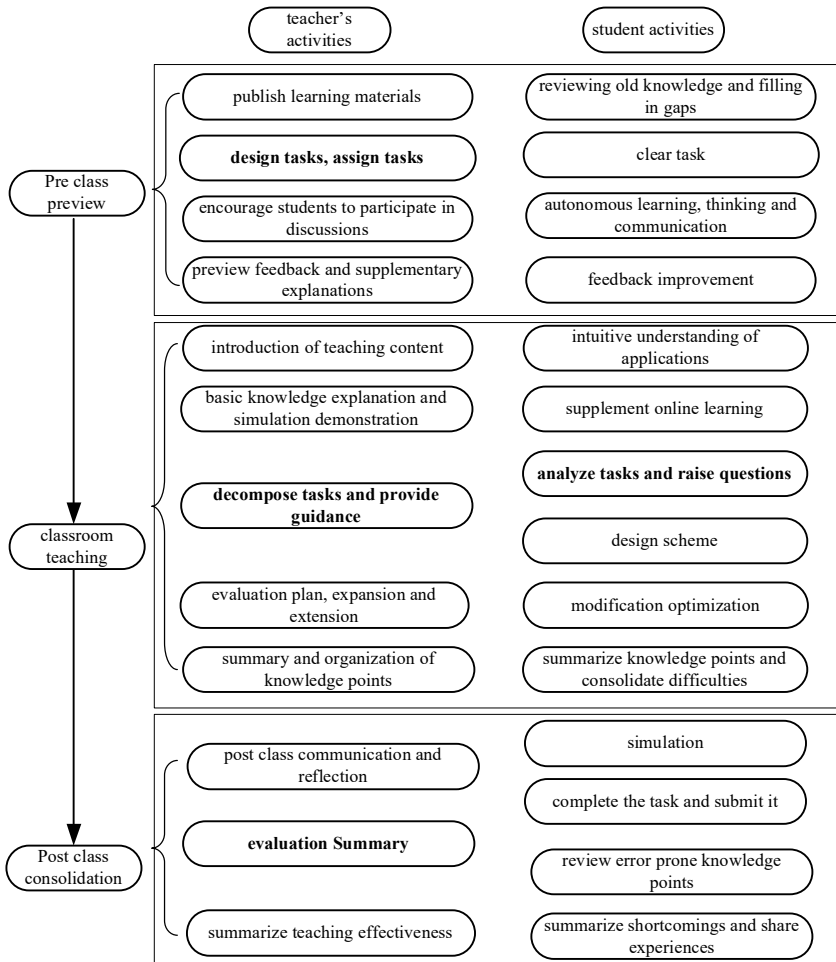 teacher's
activities
student activities
Pre class
preview
publish learning materials
reviewing old knowledge and filling
in gaps
design tasks, assign tasks
clear task
encourage students to participate in
discussions
autonomous learning, thinking and
communication
preview feedback and supplementary
explanations
feedback improvement
classroom
teaching
introduction of teaching content
intuitive understanding of
applications
basic knowledge explanation and
simulation demonstration
supplement online learning
decompose tasks and provide
guidance
analyze tasks and raise questions
design scheme
evaluation plan, expansion and
extension
modification optimization
summary and organization of
knowledge points
summarize knowledge points and
consolidate difficulties
Post class
consolidation
post class communication and
reflection
simulation
complete the task and submit it
evaluation Summary
review error prone knowledge
points
summarize teaching effectiveness
summarize shortcomings and share
experiences